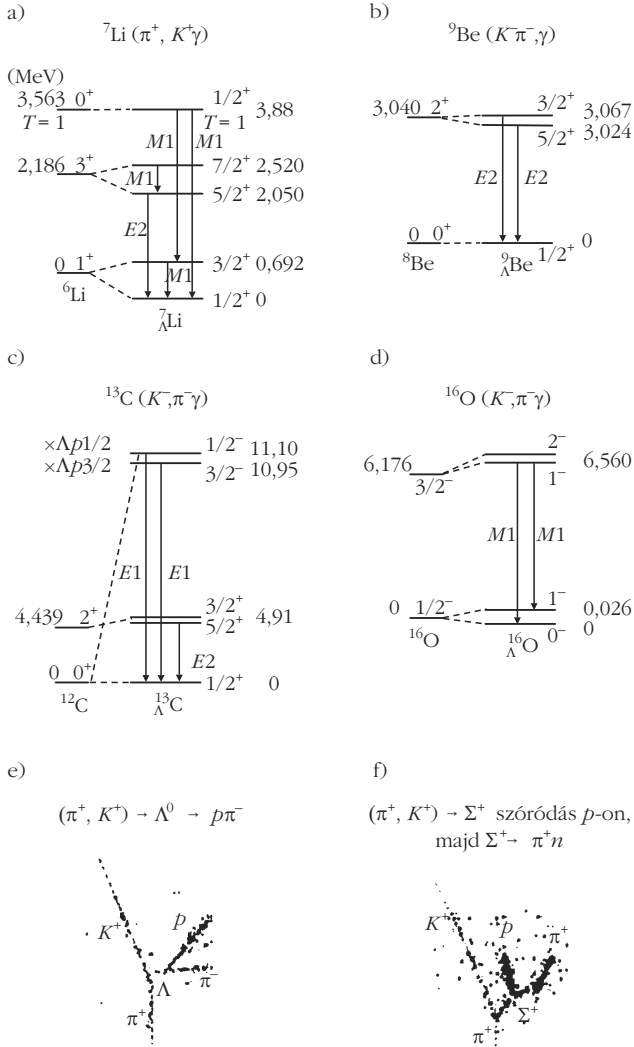 a)
⁷Li (π⁺, K⁺γ)
(MeV)
3,563 0⁺ 1/2⁺ 3,88
T = 1 T = 1
M1 M1
2,186 3⁺ 7/2⁺ 2,520
M1
5/2⁺ 2,050
E2
0 1⁺ 3/2⁺ 0,692
M1
⁶Li 1/2⁺ 0
⁷ΛLi
b)
⁹Be (K⁻π⁻,γ)
3,040 2⁺ 3/2⁺ 3,067
5/2⁺ 3,024
E2 E2
0 0⁺ 0
⁸Be ⁹ΛBe 1/2⁺
c)
¹³C (K⁻,π⁻γ)
×Λp1/2 1/2⁻ 11,10
×Λp3/2 3/2⁻ 10,95
E1 E1
4,439 2⁺ 3/2⁺ 4,91
5/2⁺
E2
0 0⁺ 1/2⁺ 0
¹²C ¹³ΛC
d)
¹⁶O (K⁻,π⁻γ)
2⁻
6,176 6,560
3/2⁻ 1⁻
M1 M1
0 1/2⁻ 1⁻ 0,026
¹⁶O ¹⁶ΛO 0⁻ 0
e)
(π⁺, K⁺) → Λ⁰ → pπ⁻
K⁺ p
Λ π⁻
π⁺
f)
(π⁺, K⁺) → Σ⁺ szóródás p-on,
majd Σ⁺→ π⁺n
K⁺ p π⁺
Σ⁺
π⁺